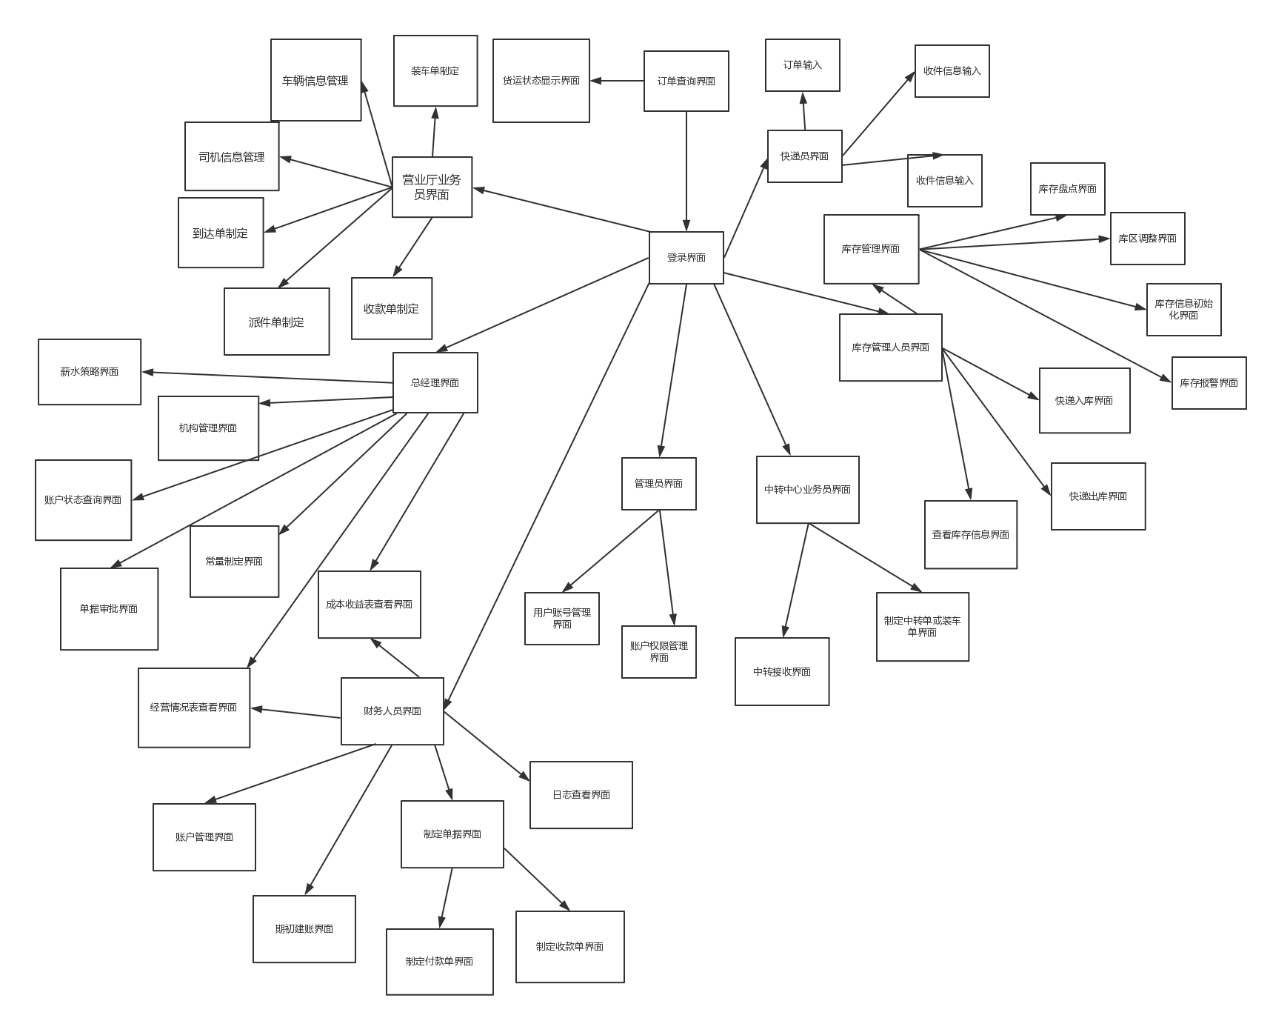 车辆信息管理
装车单制定
货运状态显示界面
订单查询界面
订单输入
收件信息输入
司机信息管理
营业厅业务
员界面
快递员界面
收件信息输入
库存盘点界面
到达单制定
登录界面
库存管理界面
库区调整界面
派件单制定
收款单制定
库存信息初始
化界面
库存管理人员界面
薪水策略界面
总经理界面
库存报警界面
机构管理界面
快递入库界面
账户状态查询界面
管理员界面
中转中心业务员界面
快递出库界面
常量制定界面
查看库存信息界面
单据审批界面
成本收益表查看界面
用户账号管理
界面
账户权限管理
界面
制定中转单或装车
单界面
中转接收界面
经营情况表查看界面
财务人员界面
日志查看界面
账户管理界面
制定单据界面
期初建账界面
制定付款单界面
制定收款单界面